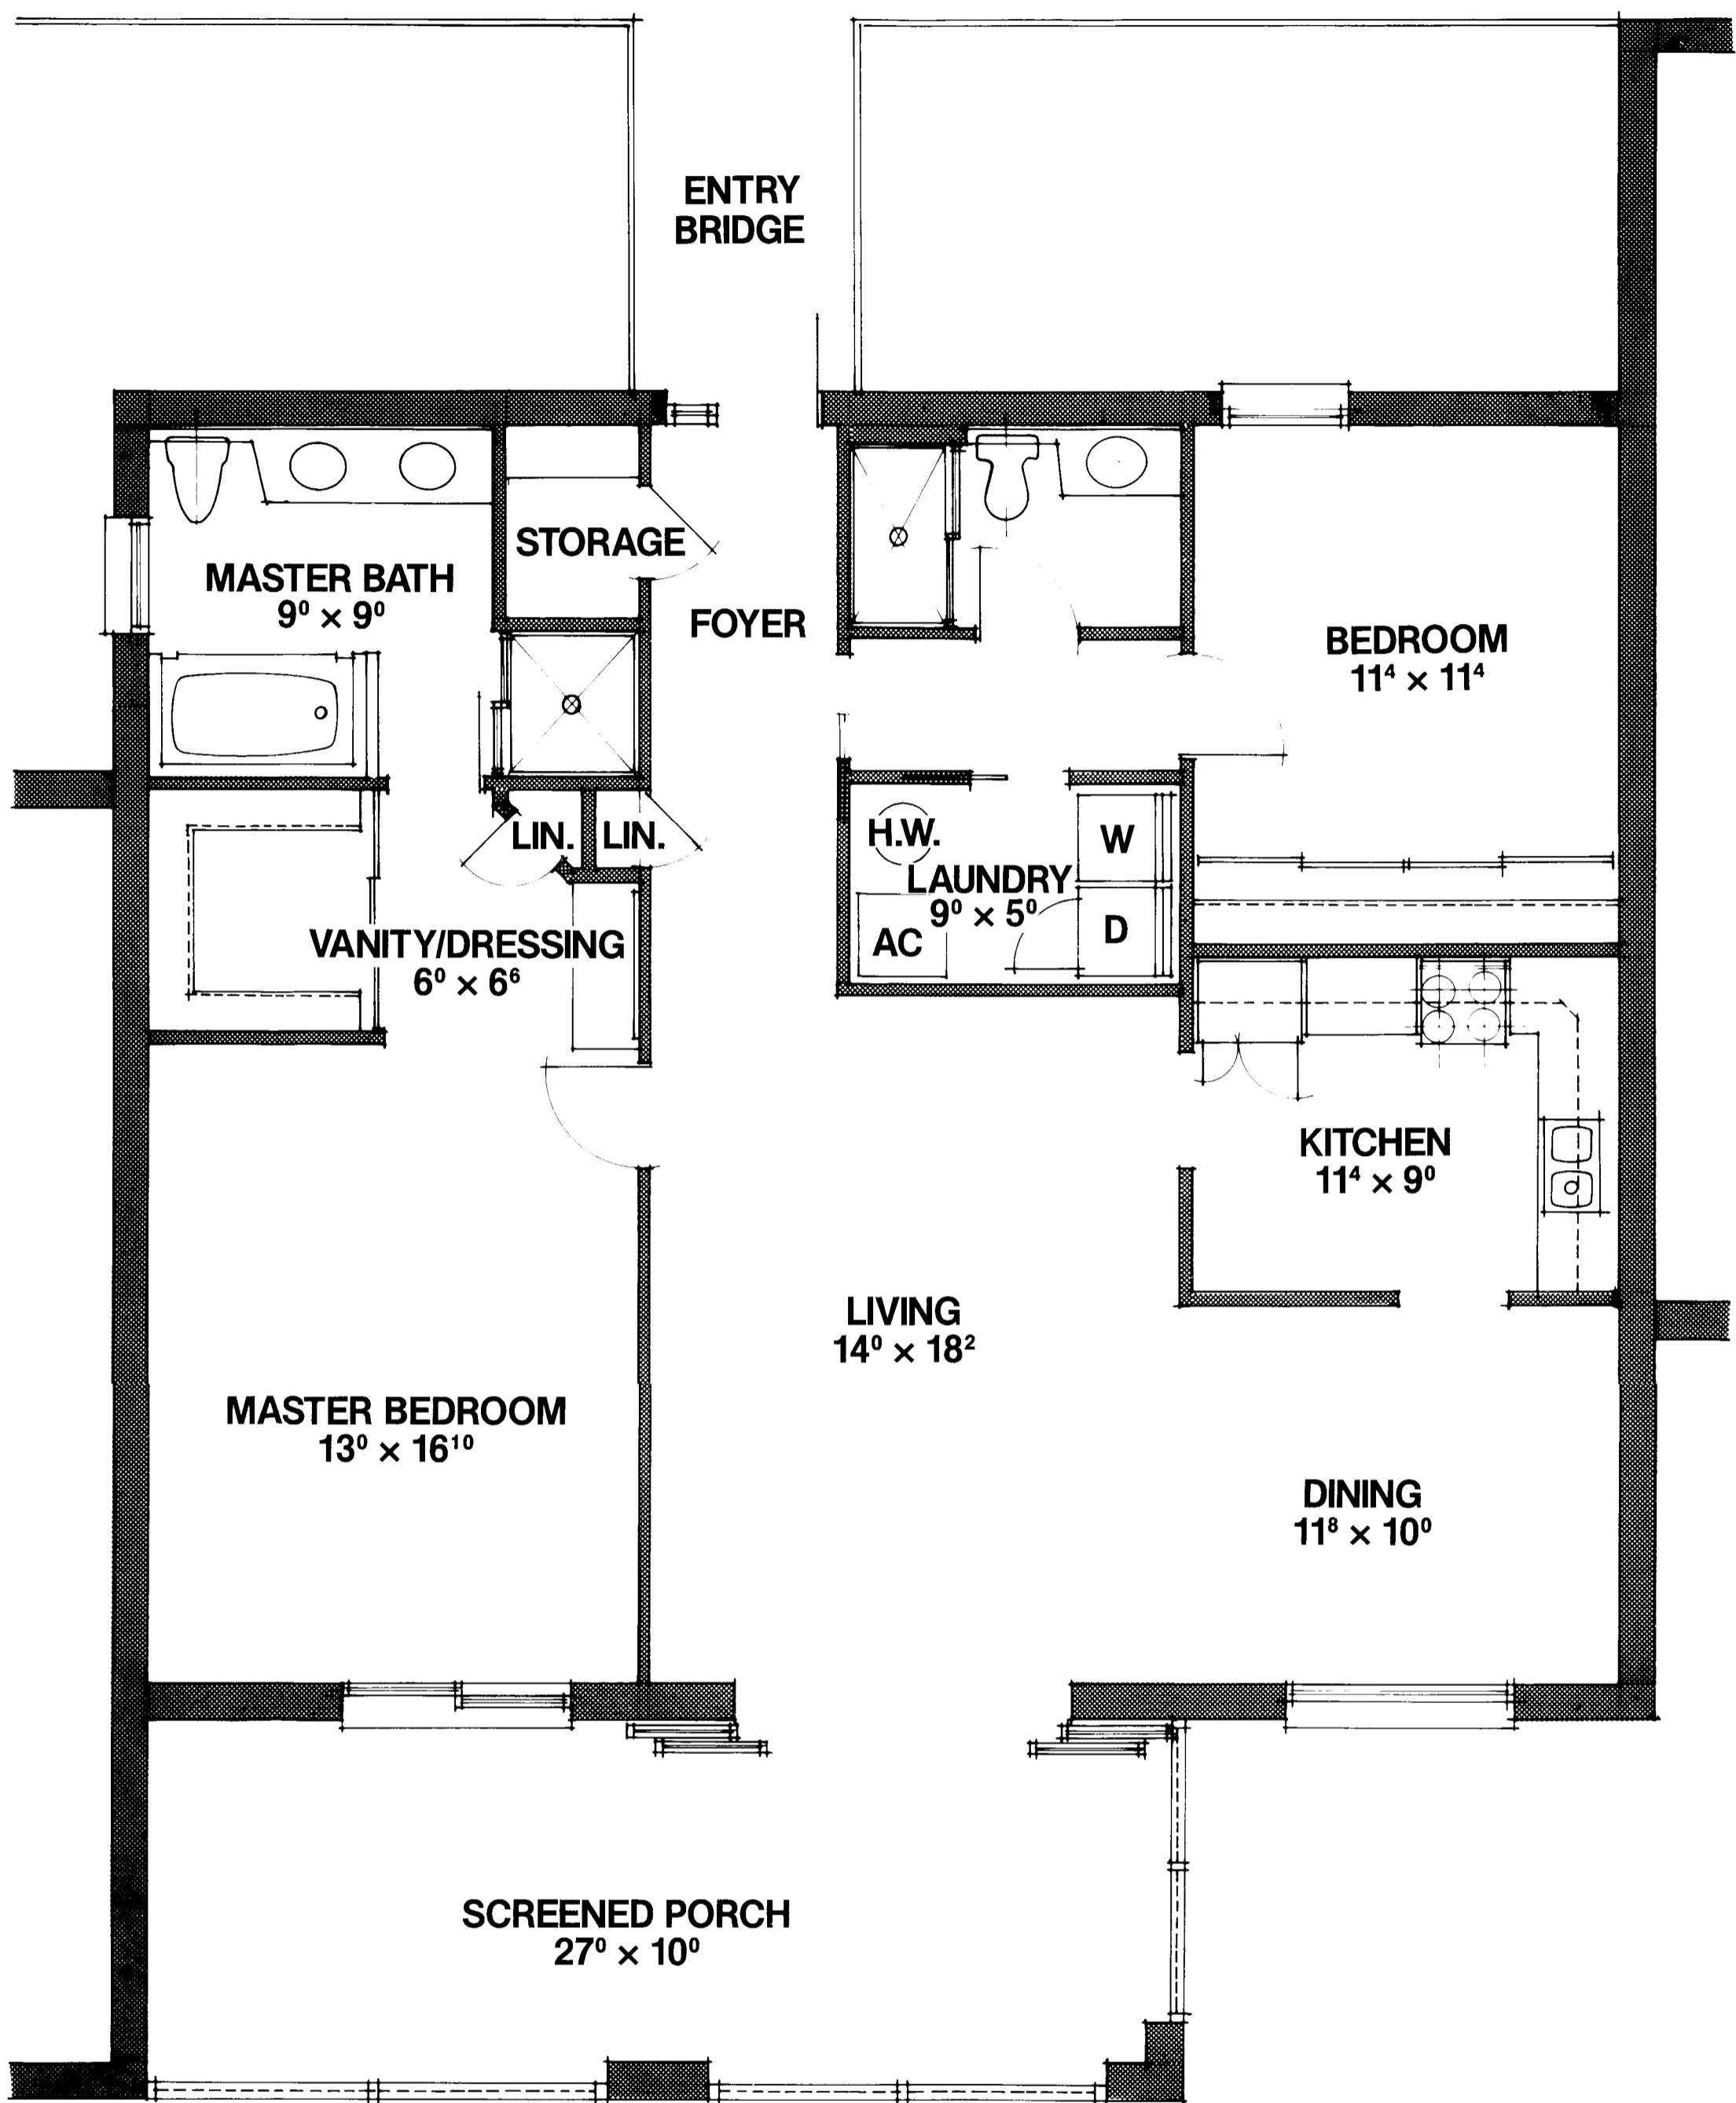 ENTRY
BRIDGE
STORAGE
MASTER BATH
9⁰ × 9⁰
FOYER
BEDROOM
11⁴ × 11⁴
H.W.
W
LIN.
LIN.
LAUNDRY
9⁰ × 5⁰
AC
D
VANITY/DRESSING
6⁰ × 6⁶
KITCHEN
11⁴ × 9⁰
LIVING
14⁰ × 18²
MASTER BEDROOM
13⁰ × 16¹⁰
DINING
11⁸ × 10⁰
SCREENED PORCH
27⁰ × 10⁰